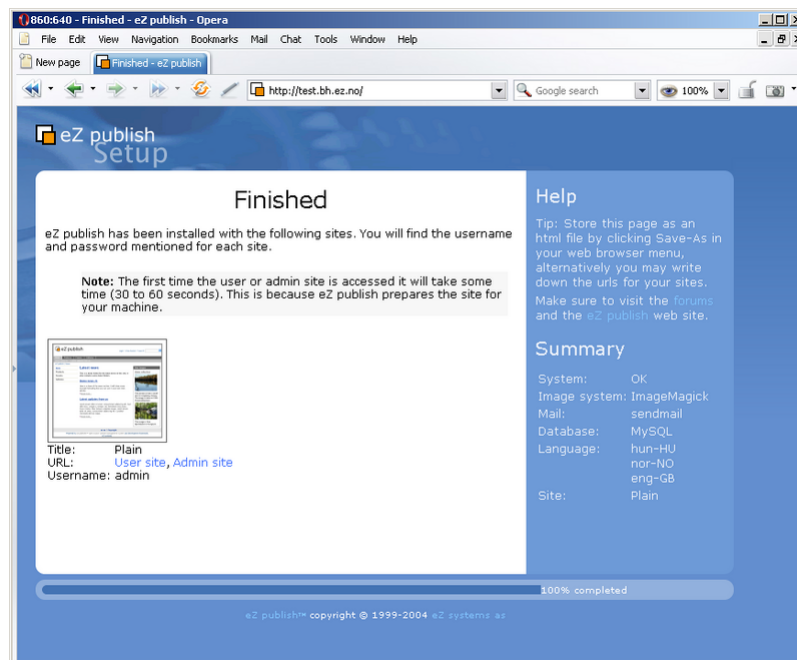 860:640 - Finished - eZ publish - Opera
File Edit View Navigation Bookmarks Mail Chat Tools Window Help
New page Finished - eZ publish
http://test.bh.ez.no/ Google search 100%
eZ publish
Setup
Finished
eZ publish has been installed with the following sites. You will find the username
and password mentioned for each site.
Note: The first time the user or admin site is accessed it will take some
time (30 to 60 seconds). This is because eZ publish prepares the site for
your machine.
Title: Plain
URL: User site, Admin site
Username: admin
Help
Tip: Store this page as an
html file by clicking Save-As in
your web browser menu,
alternatively you may write
down the urls for your sites.
Make sure to visit the forums
and the eZ publish web site.
Summary
System: OK
Image system: ImageMagick
Mail: sendmail
Database: MySQL
Language: hun-HU
nor-NO
eng-GB
Site: Plain
100% completed
eZ publish™ copyright © 1999-2004 eZ systems as